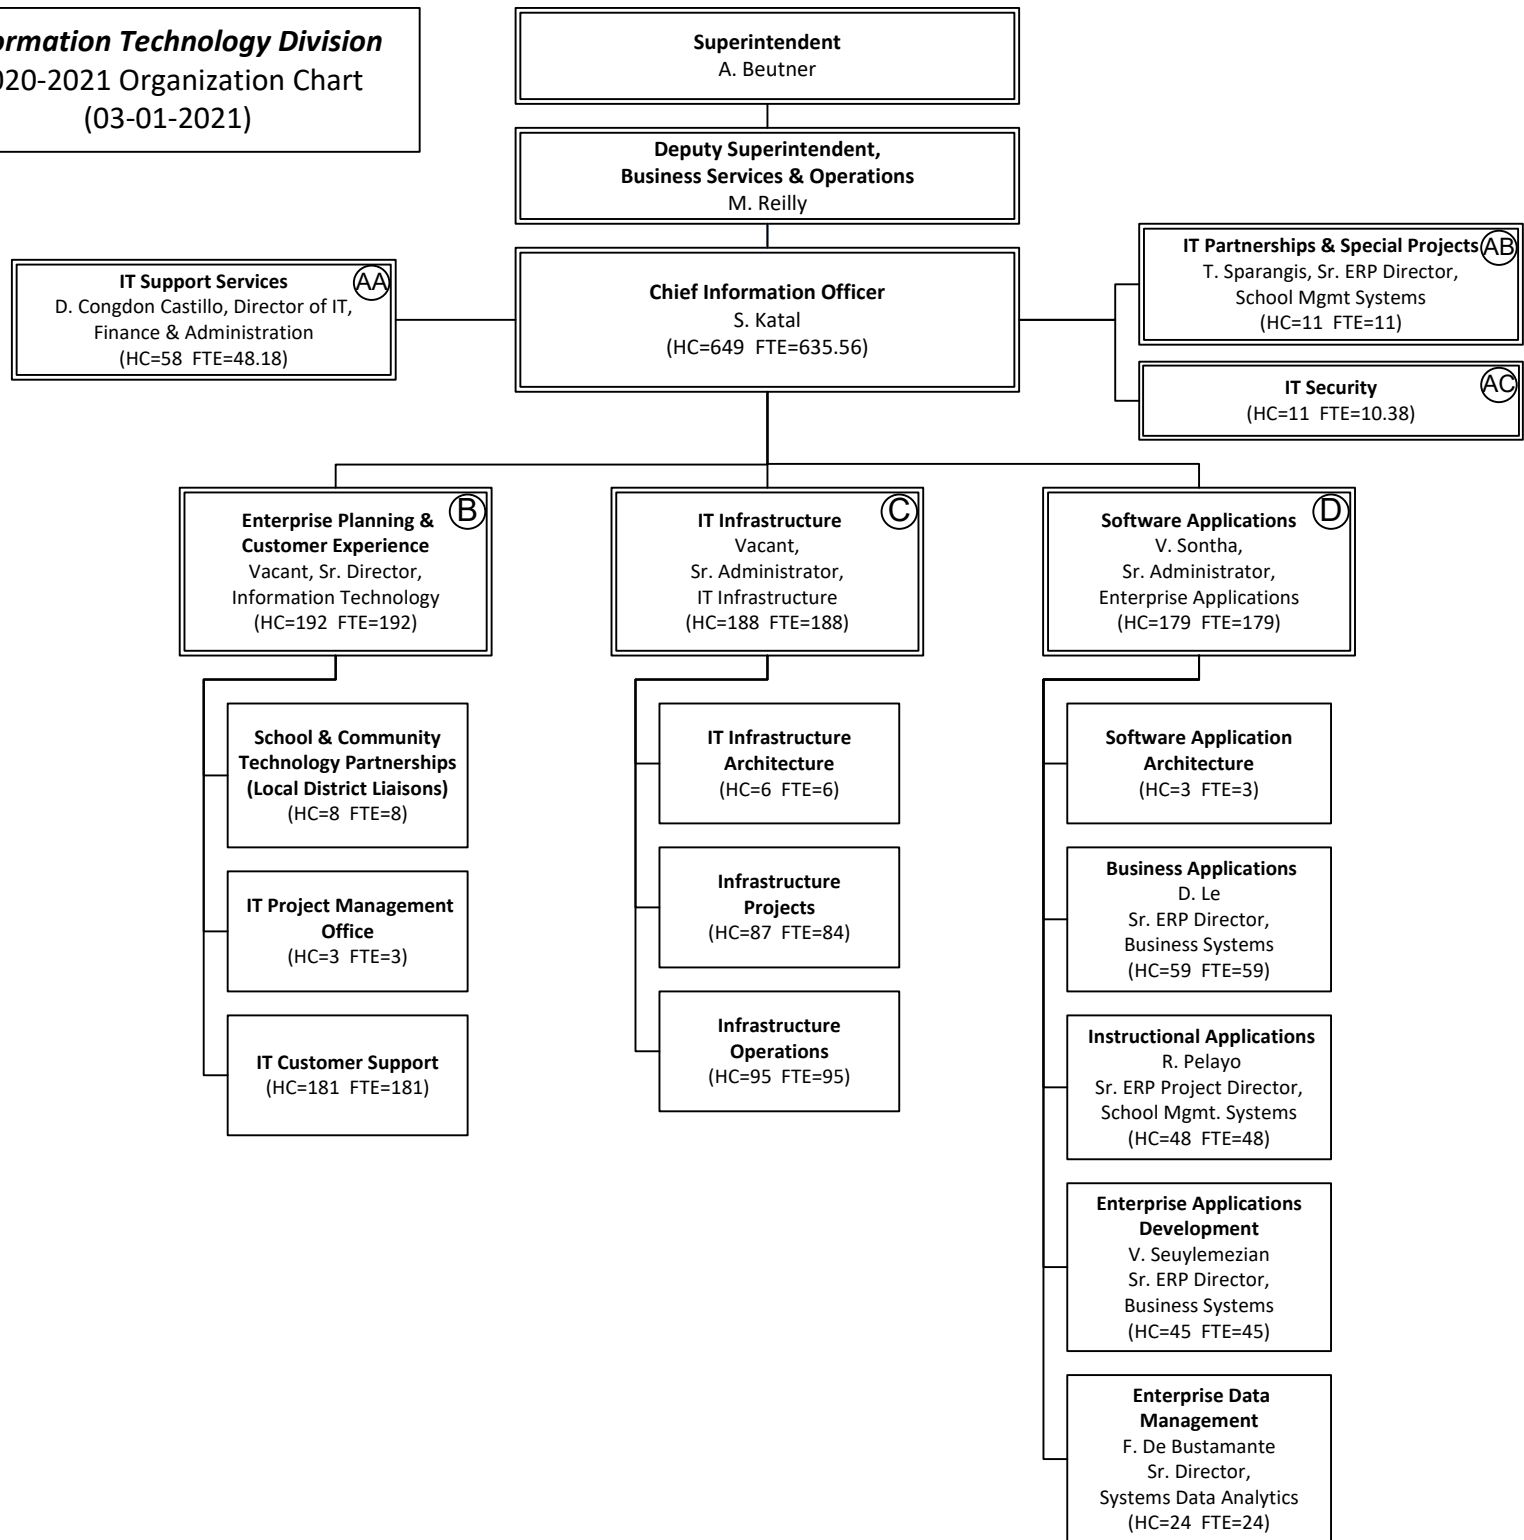 ormation Technology Division
020-2021 Organization Chart
(03-01-2021)
Superintendent
A. Beutner
Deputy Superintendent,
Business Services & Operations
M. Reilly
IT Support Services
AA
D. Congdon Castillo, Director of IT,
Finance & Administration
(HC=58 FTE=48.18)
Chief Information Officer
S. Katal
(HC=649 FTE=635.56)
IT Partnerships & Special Projects
AB
T. Sparangis, Sr. ERP Director,
School Mgmt Systems
(HC=11 FTE=11)
IT Security
AC
(HC=11 FTE=10.38)
Enterprise Planning &
B
Customer Experience
Vacant, Sr. Director,
Information Technology
(HC=192 FTE=192)
School & Community
Technology Partnerships
(Local District Liaisons)
(HC=8 FTE=8)
IT Project Management
Office
(HC=3 FTE=3)
IT Customer Support
(HC=181 FTE=181)
IT Infrastructure
C
Vacant,
Sr. Administrator,
IT Infrastructure
(HC=188 FTE=188)
IT Infrastructure
Architecture
(HC=6 FTE=6)
Infrastructure
Projects
(HC=87 FTE=84)
Infrastructure
Operations
(HC=95 FTE=95)
Software Applications
D
V. Sontha,
Sr. Administrator,
Enterprise Applications
(HC=179 FTE=179)
Software Application
Architecture
(HC=3 FTE=3)
Business Applications
D. Le
Sr. ERP Director,
Business Systems
(HC=59 FTE=59)
Instructional Applications
R. Pelayo
Sr. ERP Project Director,
School Mgmt. Systems
(HC=48 FTE=48)
Enterprise Applications
Development
V. Seuylemezian
Sr. ERP Director,
Business Systems
(HC=45 FTE=45)
Enterprise Data
Management
F. De Bustamante
Sr. Director,
Systems Data Analytics
(HC=24 FTE=24)